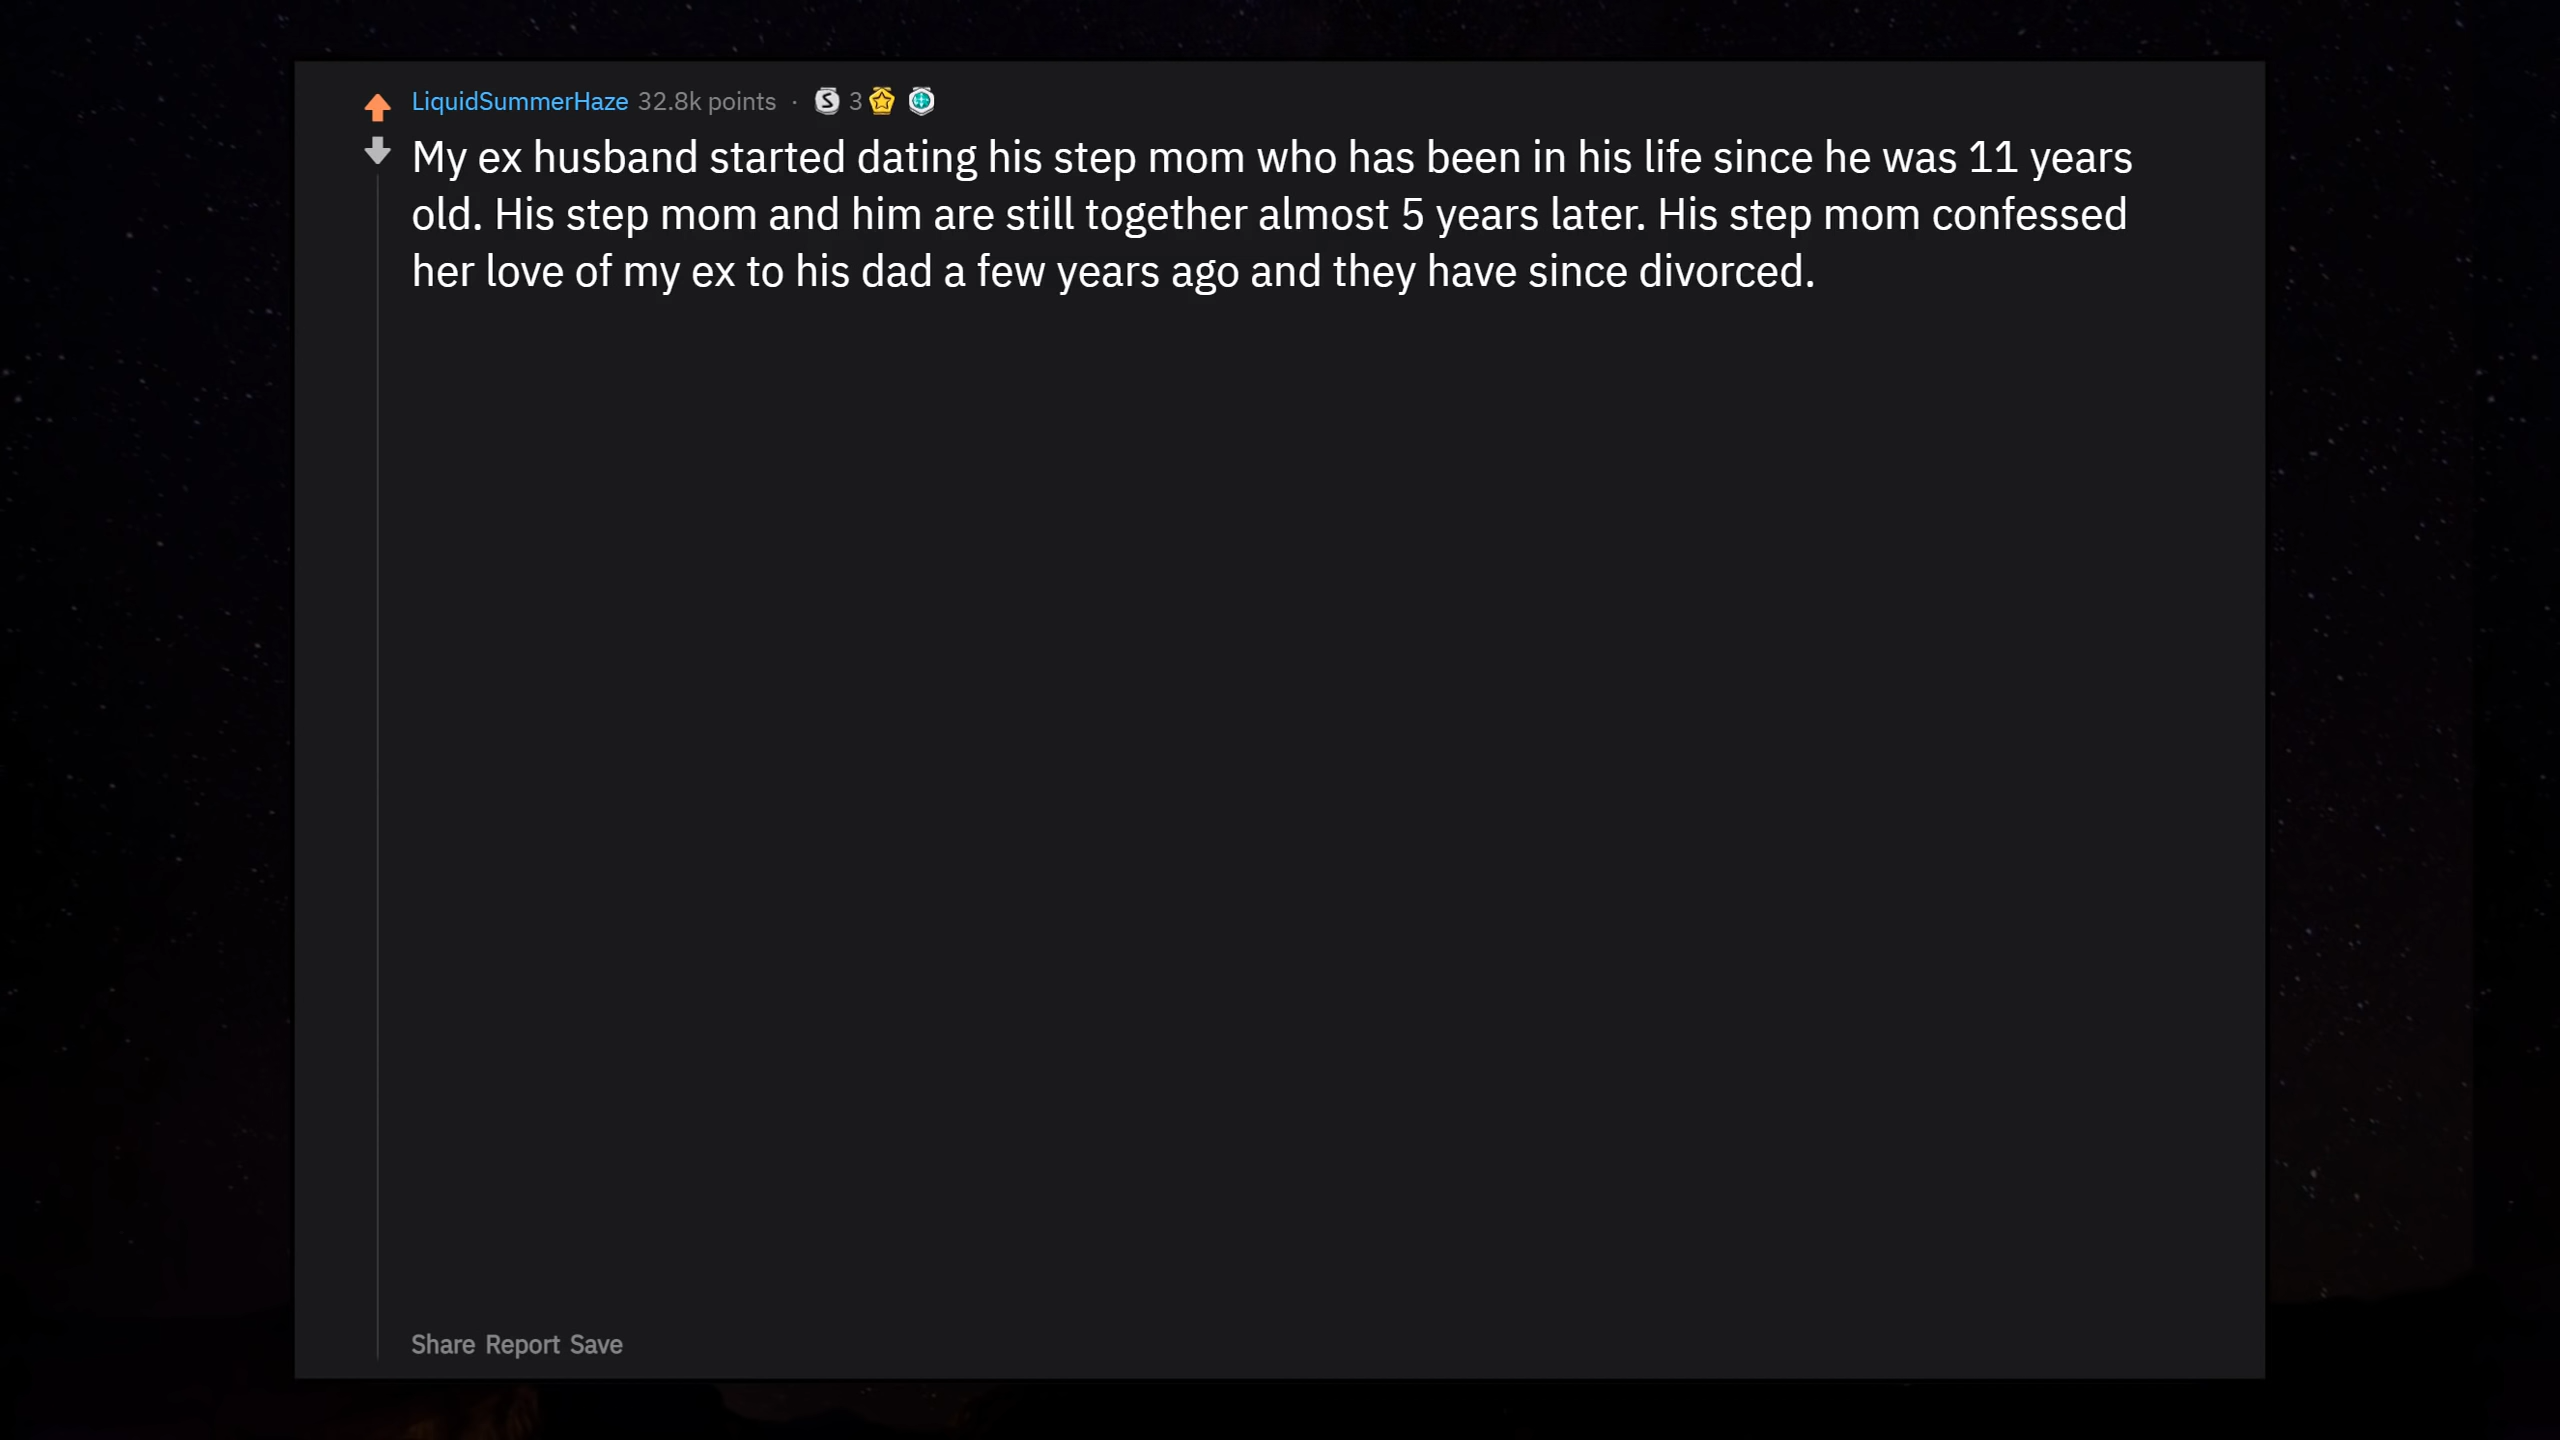 LiquidSummerHaze 32.8k points · S 3
My ex husband started dating his step mom who has been in his life since he was 11 years
old. His step mom and him are still together almost 5 years later. His step mom confessed
her love of my ex to his dad a few years ago and they have since divorced.
Share Report Save